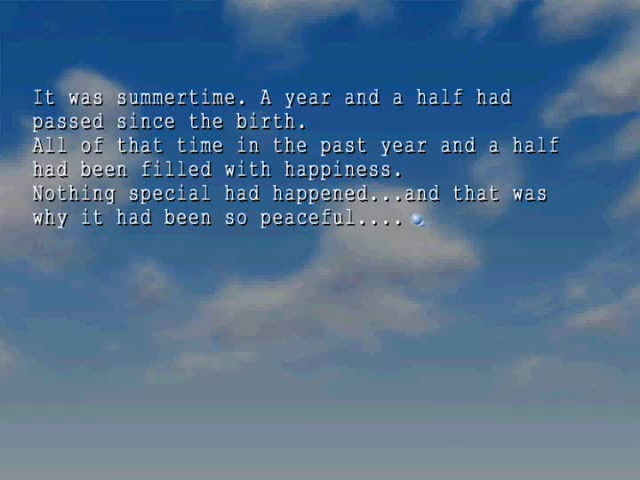 It was summertime. A year and a half had
passed since the birth.
All of that time in the past year and a half
had been filled with happiness.
Nothing special had happened...and that was
why it had been so peaceful....